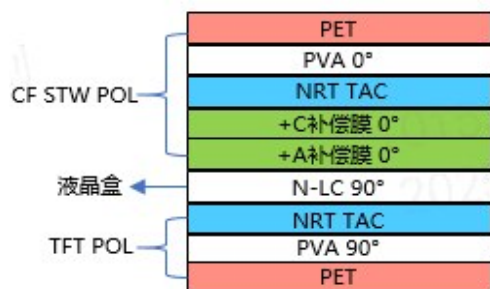 PET
PVA 0°
CF STW POL
NRT TAC
+C补偿膜 0°
+A补偿膜 0°
液晶盒
N-LC 90°
NRT TAC
TFT POL
PVA 90°
PET